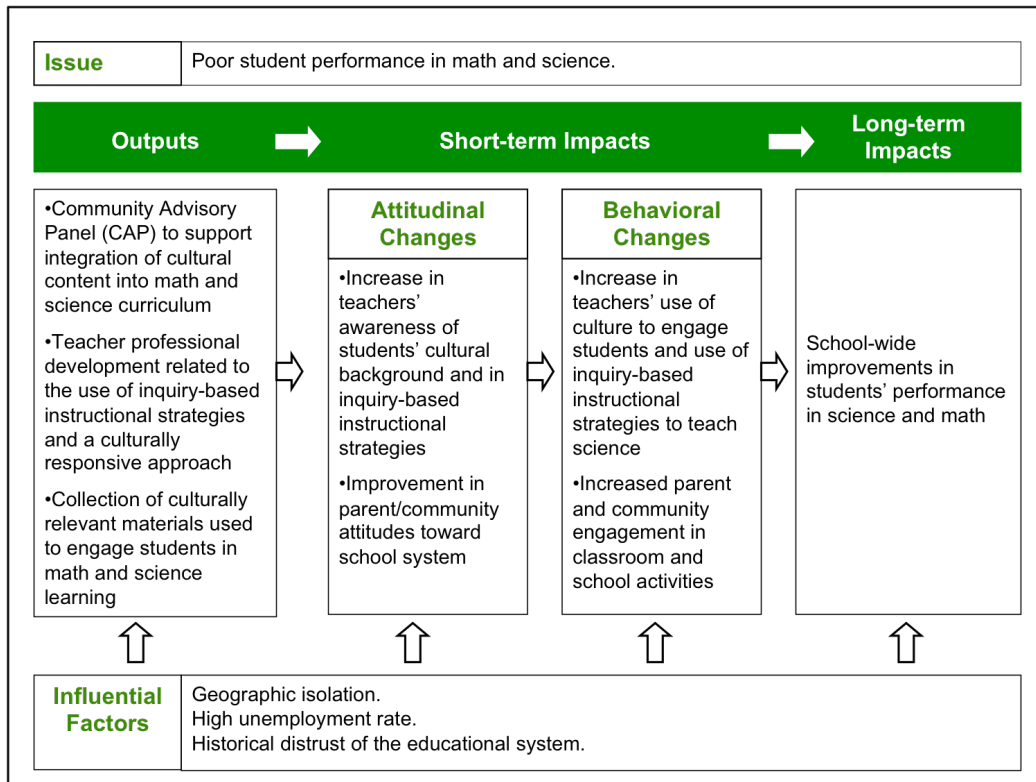 Issue
Poor student performance in math and science.
Outputs
Short-term Impacts
Long-term
Impacts
•Community Advisory
Panel (CAP) to support
integration of cultural
content into math and
science curriculum
•Teacher professional
development related to
the use of inquiry-based
instructional strategies
and a culturally
responsive approach
•Collection of culturally
relevant materials used
to engage students in
math and science
learning
Attitudinal
Changes
•Increase in
teachers’
awareness of
students’ cultural
background and in
inquiry-based
instructional
strategies
•Improvement in
parent/community
attitudes toward
school system
Behavioral
Changes
•Increase in
teachers’ use of
culture to engage
students and use of
inquiry-based
instructional
strategies to teach
science
•Increased parent
and community
engagement in
classroom and
school activities
School-wide
improvements in
students’ performance
in science and math
Influential
Factors
Geographic isolation.
High unemployment rate.
Historical distrust of the educational system.